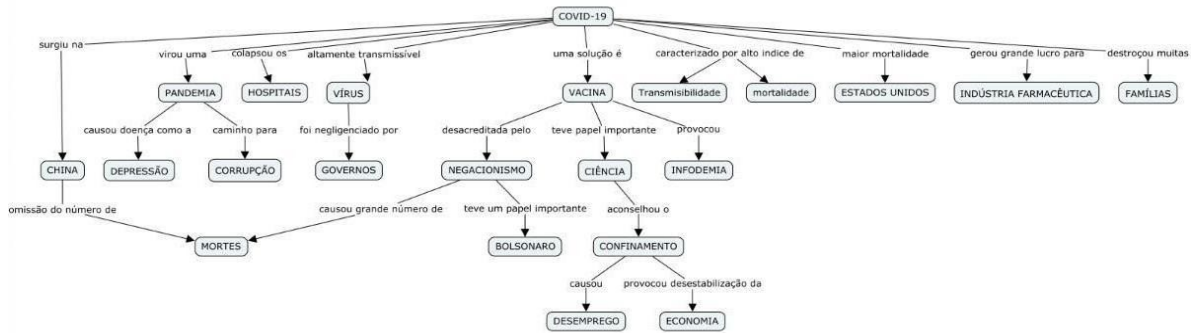 COVID-19
surgiu na
virou uma
colapsou os
altamente transmissível
uma solução é
caracterizado por alto indice de
maior mortalidade
gerou grande lucro para
destroçou muitas
PANDEMIA
HOSPITAIS
VÍRUS
VACINA
Transmisibilidade
mortalidade
ESTADOS UNIDOS
INDÚSTRIA FARMACÊUTICA
FAMÍLIAS
causou doença como a
caminho para
foi negligenciado por
desacreditada pelo
teve papel importante
provocou
CHINA
DEPRESSÃO
CORRUPÇÃO
GOVERNOS
NEGACIONISMO
CIÊNCIA
INFODEMIA
omissão do número de
causou grande número de
teve um papel importante
aconselhou o
MORTES
BOLSONARO
CONFINAMENTO
causou
provocou desestabilização da
DESEMPREGO
ECONOMIA